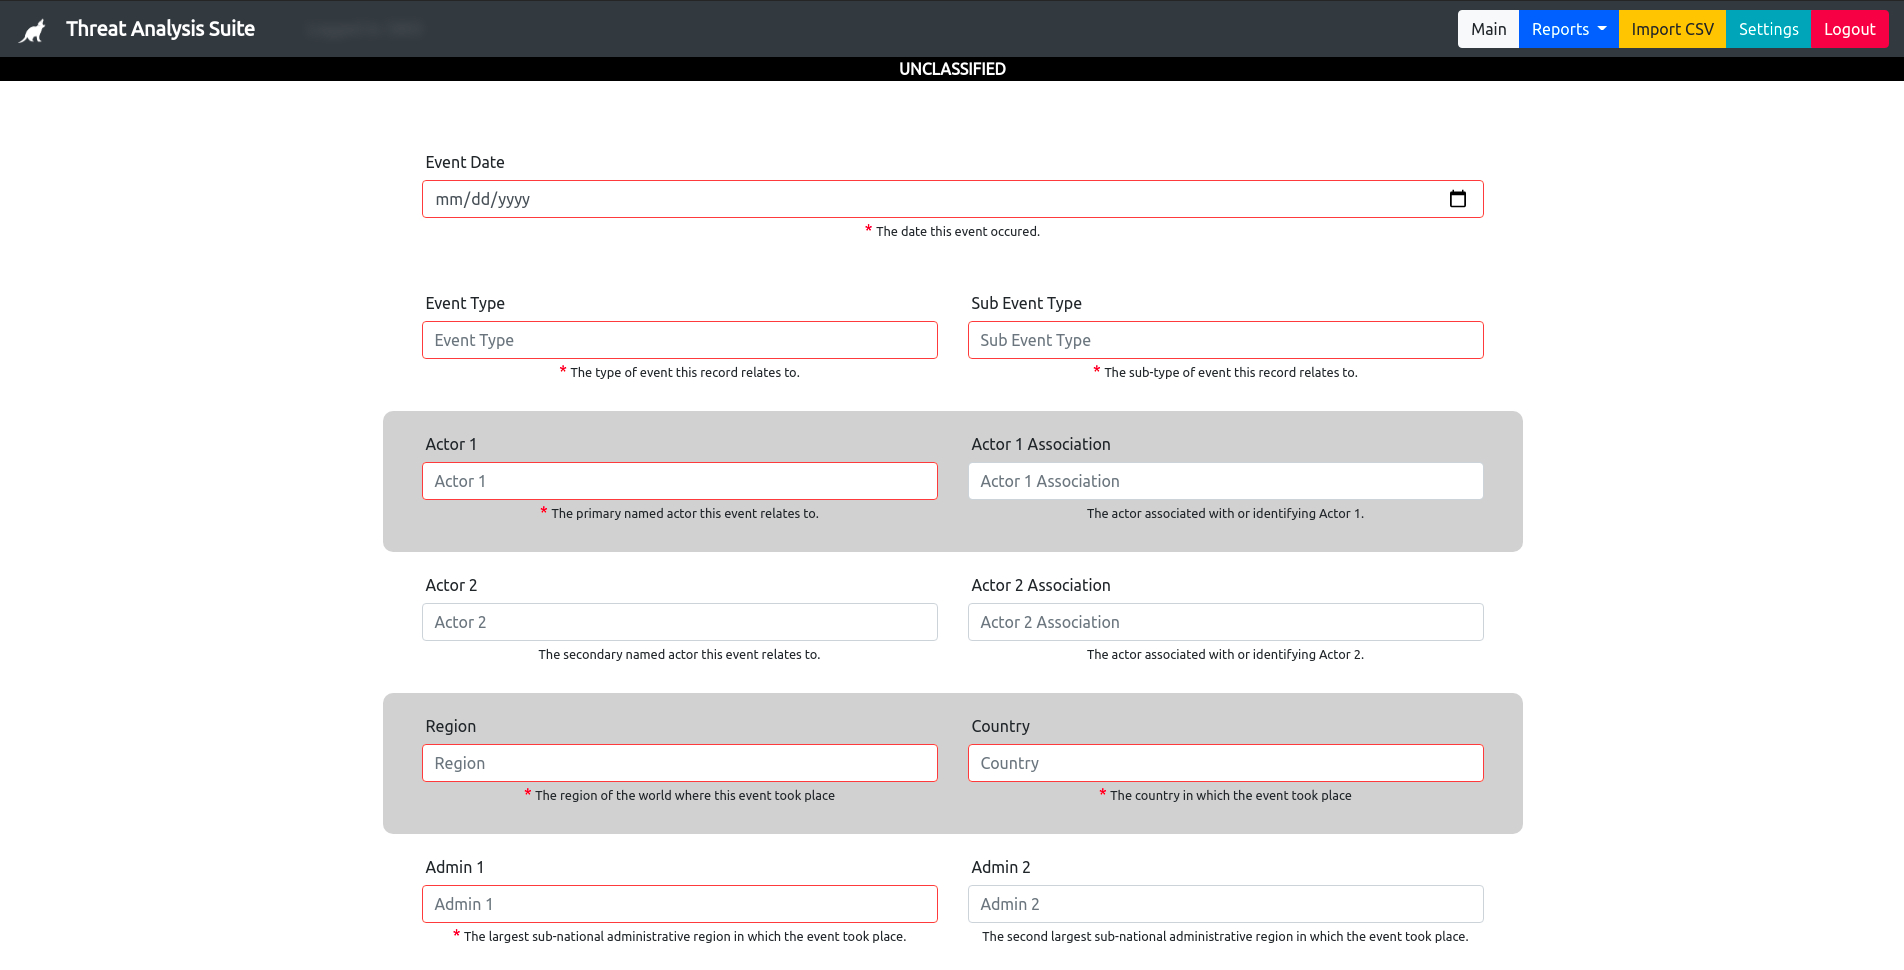 Threat Analysis Suite
Main Reports Import CSV Settings Logout
UNCLASSIFIED
Event Date
mm/dd/yyyy
* The date this event occured.
Event Type Sub Event Type
Event Type Sub Event Type
* The type of event this record relates to. * The sub-type of event this record relates to.
Actor 1 Actor 1 Association
Actor 1 Actor 1 Association
* The primary named actor this event relates to. The actor associated with or identifying Actor 1.
Actor 2 Actor 2 Association
Actor 2 Actor 2 Association
The secondary named actor this event relates to. The actor associated with or identifying Actor 2.
Region Country
Region Country
* The region of the world where this event took place * The country in which the event took place
Admin 1 Admin 2
Admin 1 Admin 2
* The largest sub-national administrative region in which the event took place. The second largest sub-national administrative region in which the event took place.